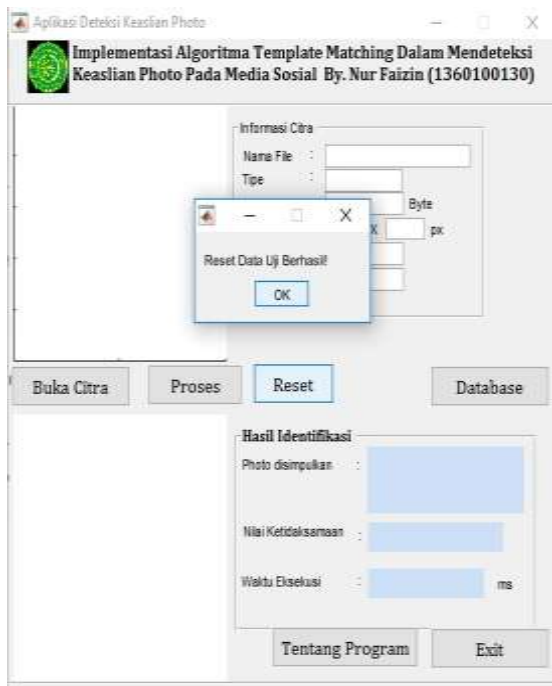 Aplikasi Deteksi Keaslian Photo
Implementasi Algoritma Template Matching Dalam Mendeteksi
Keaslian Photo Pada Media Sosial By. Nur Faizin (1360100130)
Informasi Citra
Nama File :
Tipe :
Byte
X px
Reset Data Uji Berhasil!
OK
Buka Citra
Proses
Reset
Database
Hasil Identifikasi
Photo disimpulkan :
Nilai Ketidaksamaan :
Waktu Eksekusi : ms
Tentang Program
Exit